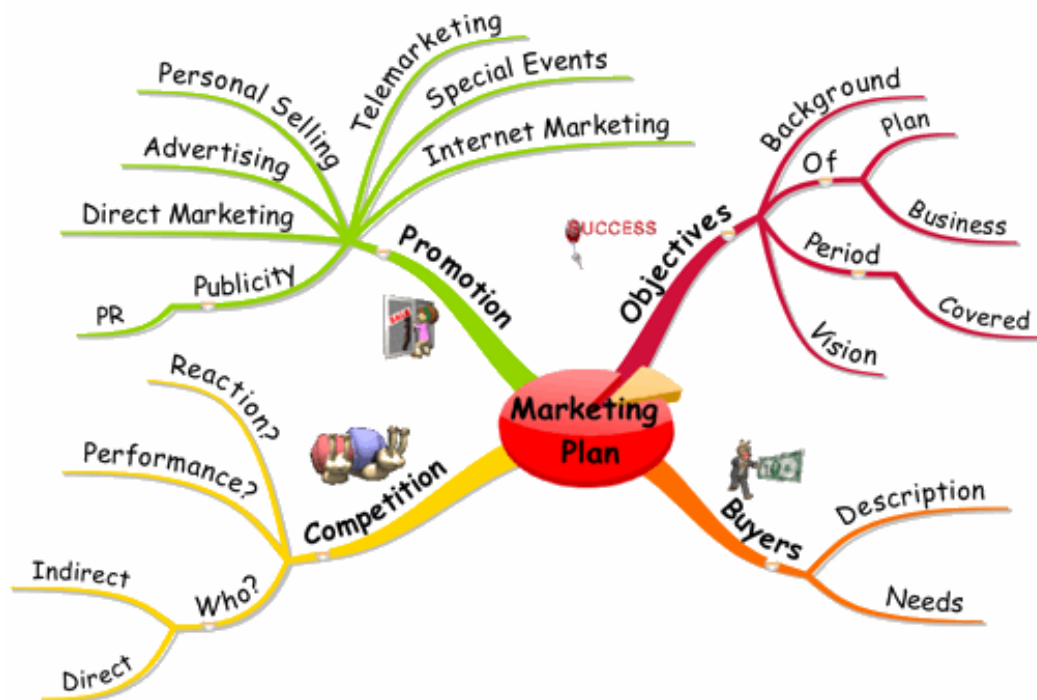 Marketing
Plan
Objectives
Background
Of
Plan
Business
Period
Covered
Vision
SUCCESS
Buyers
Description
Needs
Competition
Reaction?
Performance?
Who?
Indirect
Direct
Promotion
Telemarketing
Special Events
Internet Marketing
Personal Selling
Advertising
Direct Marketing
Publicity
PR
SALE